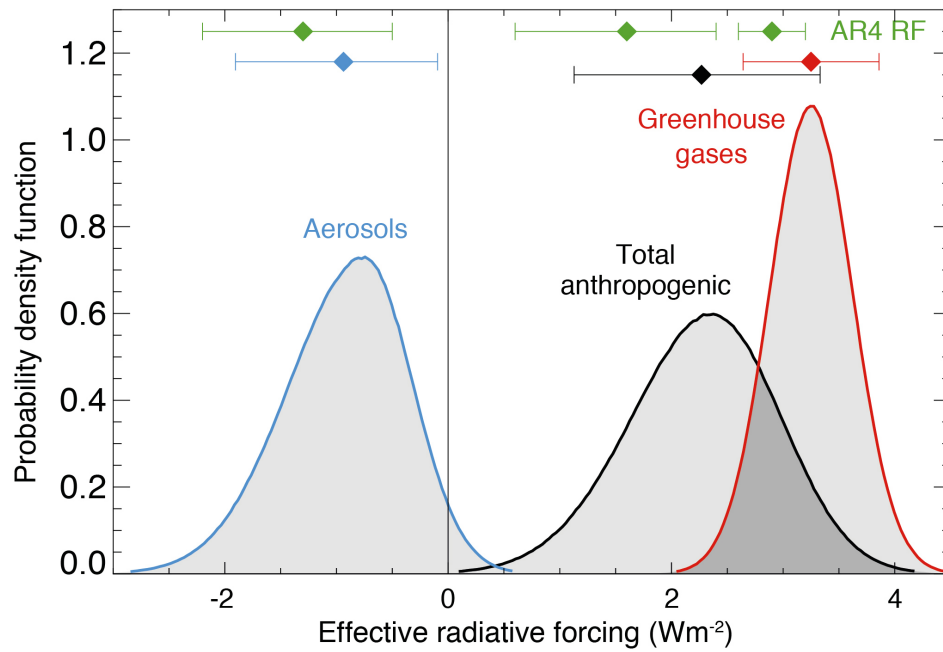 AR4 RF
1.2
Greenhouse
gases
1.0
Aerosols
0.8
Total
anthropogenic
0.6
0.4
0.2
0.0
Probability density function
-2
0
2
4
Effective radiative forcing (Wm-2)